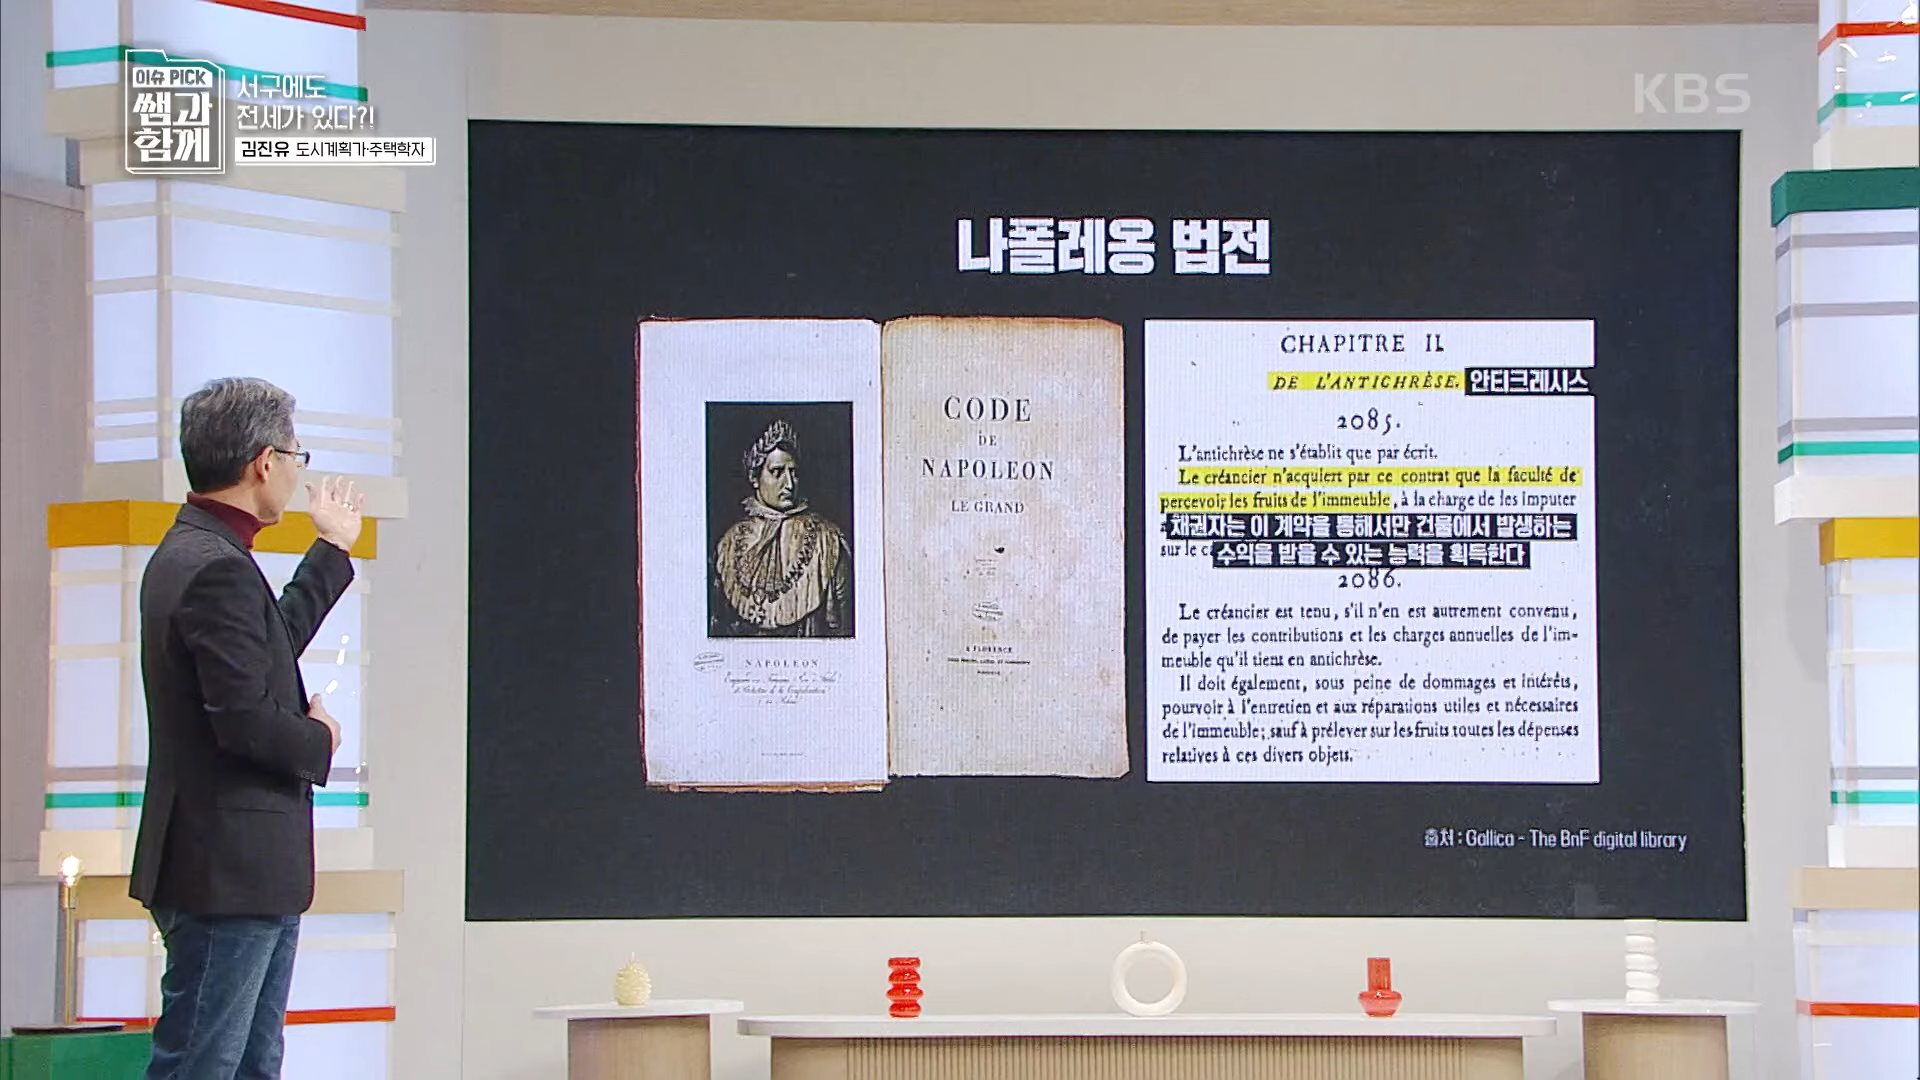 이슈 PICK
쌤과
함께
서구에도
전세가 있다?!
김진유 도시계획가·주택학자
KBS
나폴레옹 법전
NAPOLEON
CODE
DE
NAPOLEON
LE GRAND
A FLORENCE
CHAPITRE II.
DE L'ANTICHRÈSE. 안티크레시스
2085.
L'antichrèse ne s'établit que par écrit.
Le créancier n'acquiert par ce contrat que la faculté de
percevoir les fruits de l'immeuble, à la charge de les imputer
채권자는 이 계약을 통해서만 건물에서 발생하는
sur le
수익을 받을 수 있는 능력을 획득한다
2086.
Le créancier est tenu, s'il n'en est autrement convenu,
de payer les contributions et les charges annuelles de l'im-
meuble qu'il tient en antichrèse.
Il doit également, sous peine de dommages et intérêts,
pourvoir à l'entretien et aux réparations utiles et nécessaires
de l'immeuble; sauf à prélever sur les fruits toutes les dépenses
relatives à ces divers objets.
출처 : Gallica - The BnF digital library